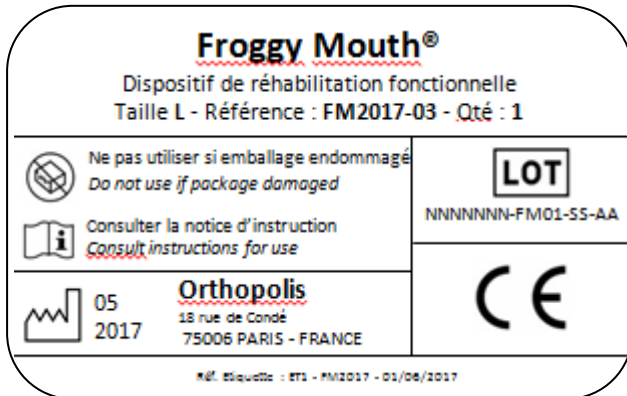 Froggy Mouth®
Dispositif de réhabilitation fonctionnelle
Taille L - Référence : FM2017-03 - Qté : 1
Ne pas utiliser si emballage endommagé
Do not use if package damaged
Consulter la notice d'instruction
Consult instructions for use
LOT
NNNNNNN-FM01-SS-AA
05
2017
Orthopolis
18 rue de Condé
75006 PARIS - FRANCE
CE
Réf. Etiquette : ET1 - FM2017 - 01/06/2017